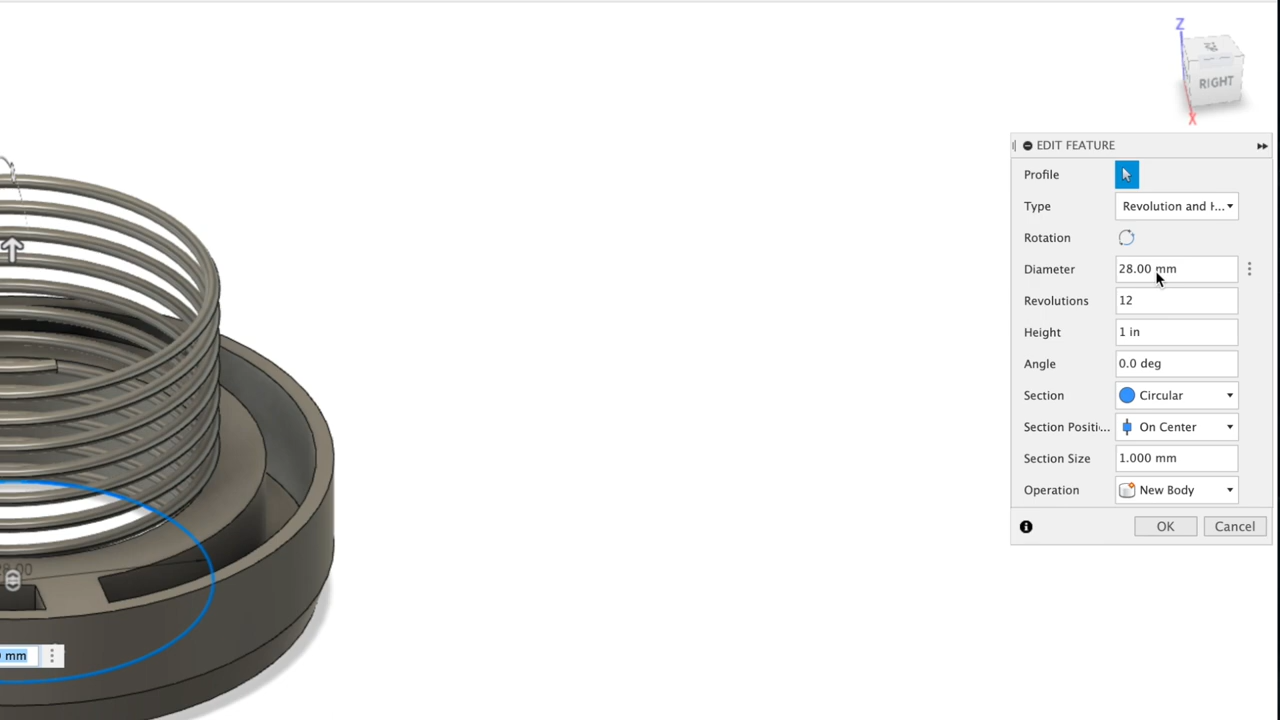 Z
RIGHT
X
EDIT FEATURE
Profile
Type Revolution and H...
Rotation
Diameter 28.00 mm
Revolutions 12
Height 1 in
Angle 0.0 deg
Section Circular
Section Positi... On Center
Section Size 1.000 mm
Operation New Body
OK Cancel
mm